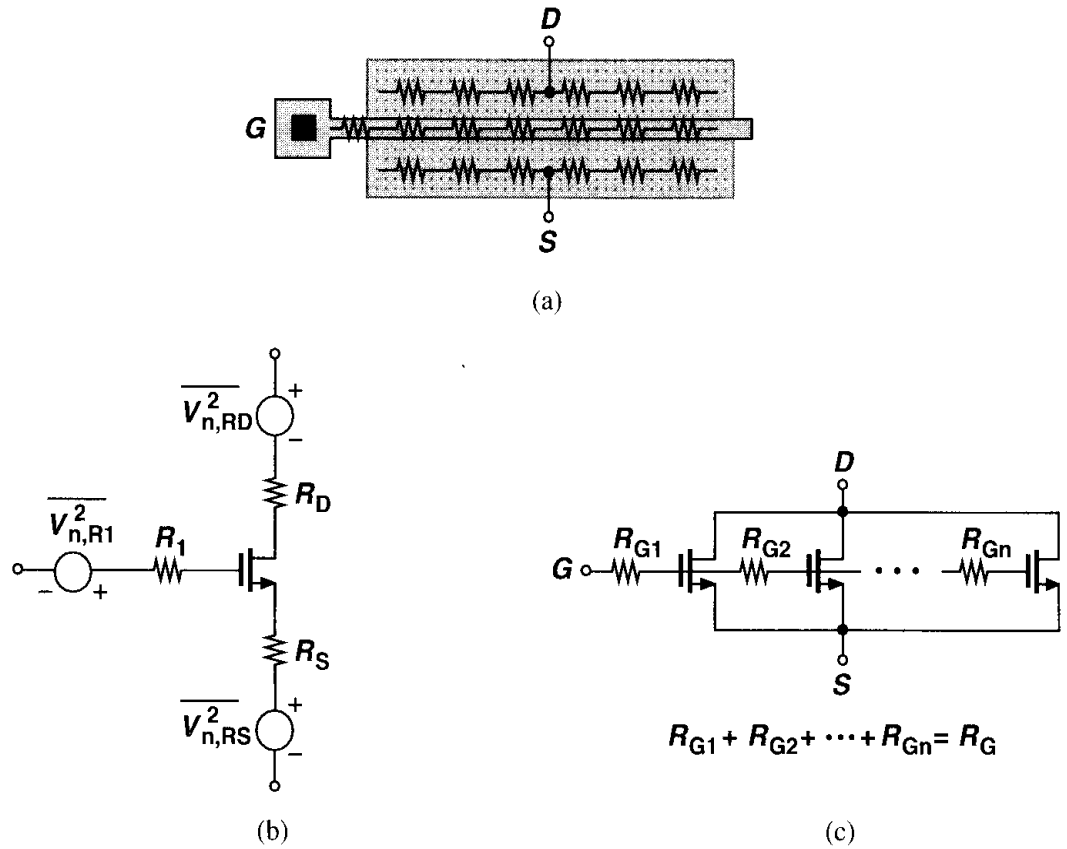 D
G
S
(a)
V²n,RD
RD
V²n,R1
R1
RS
V²n,RS
(b)
D
RG1
RG2
RGn
G
• • •
S
RG1 + RG2 + ••• + RGn = RG
(c)